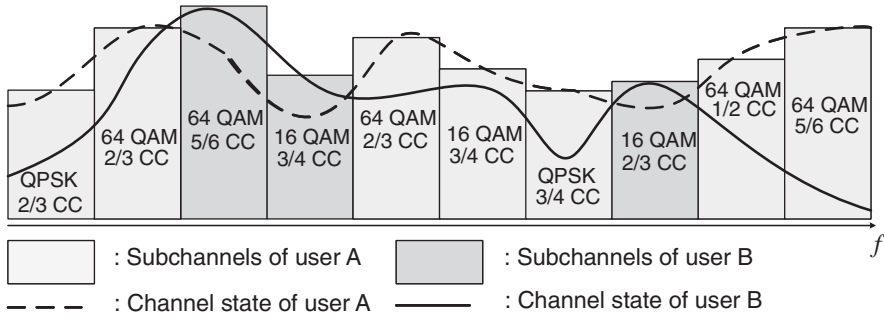 QPSK
2/3 CC
64 QAM
2/3 CC
64 QAM
5/6 CC
16 QAM
3/4 CC
64 QAM
2/3 CC
16 QAM
3/4 CC
QPSK
3/4 CC
16 QAM
2/3 CC
64 QAM
1/2 CC
64 QAM
5/6 CC
f
: Subchannels of user A
: Subchannels of user B
: Channel state of user A
: Channel state of user B